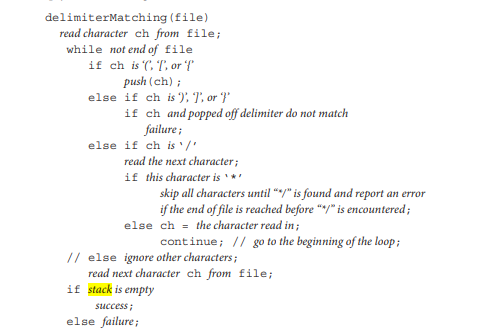 delimiterMatching(file)
read character ch from file;
while not end of file
if ch is ‘(’, ‘[’, or ‘{’
push(ch);
else if ch is ‘)’, ‘]’, or ‘}’
if ch and popped off delimiter do not match
failure;
else if ch is '/'
read the next character;
if this character is '*'
skip all characters until “*/” is found and report an error
if the end of file is reached before “*/” is encountered;
else ch = the character read in;
continue; // go to the beginning of the loop;
// else ignore other characters;
read next character ch from file;
if stack is empty
success;
else failure;